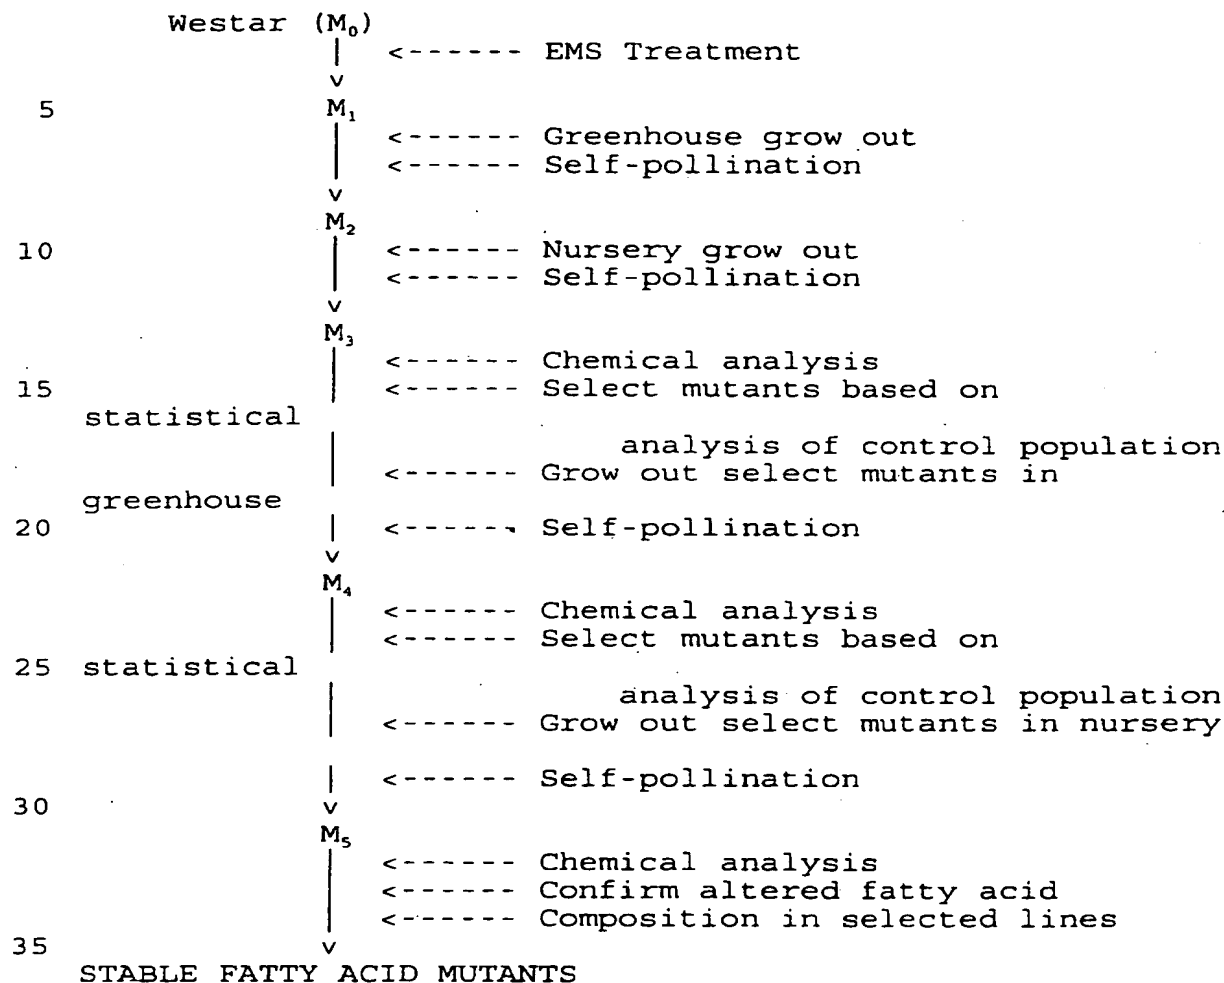 Westar (M₀)
| <------ EMS Treatment
v
5 M₁
| <------ Greenhouse grow out
| <------ Self-pollination
v
M₂
10 | <------ Nursery grow out
| <------ Self-pollination
v
M₃
| <------ Chemical analysis
15 | <------ Select mutants based on
statistical
| analysis of control population
| <------ Grow out select mutants in
greenhouse
20 | <------ Self-pollination
v
M₄
| <------ Chemical analysis
| <------ Select mutants based on
25 statistical
| analysis of control population
| <------ Grow out select mutants in nursery
| <------ Self-pollination
30 v
M₅
| <------ Chemical analysis
| <------ Confirm altered fatty acid
| <------ Composition in selected lines
35 v
STABLE FATTY ACID MUTANTS